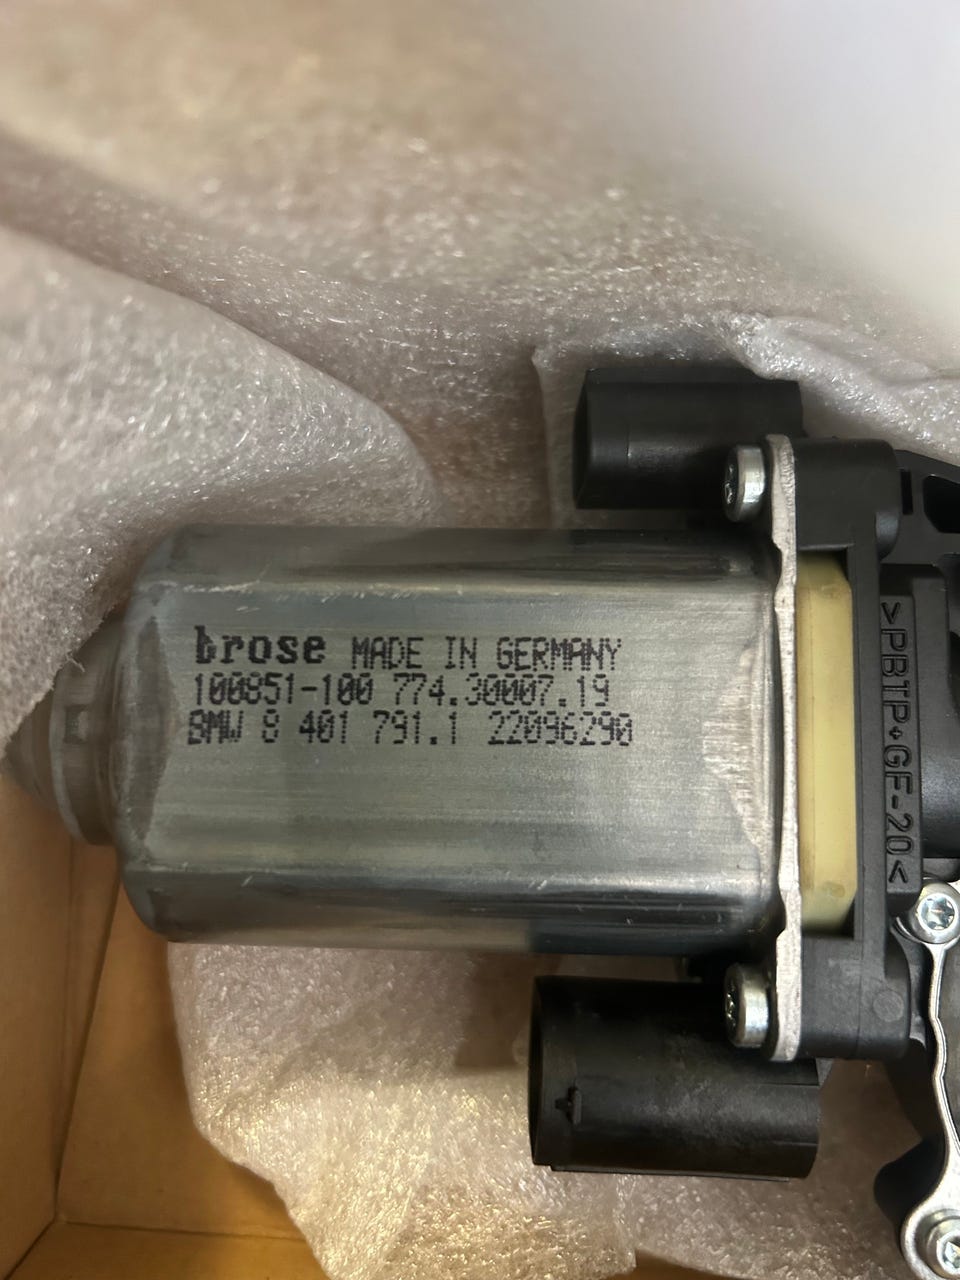 brose MADE IN GERMANY
100851-100 774.30007.19
BMW 8 401 791.1 22096290
>PBTP+GF-20<